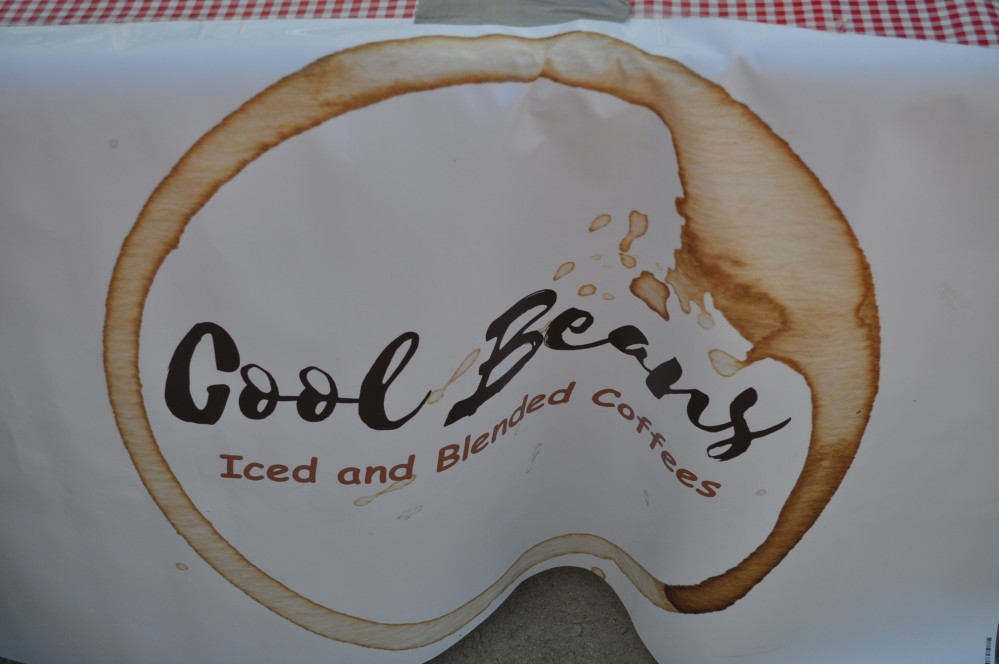 Cool Beans
Iced and Blended Coffees